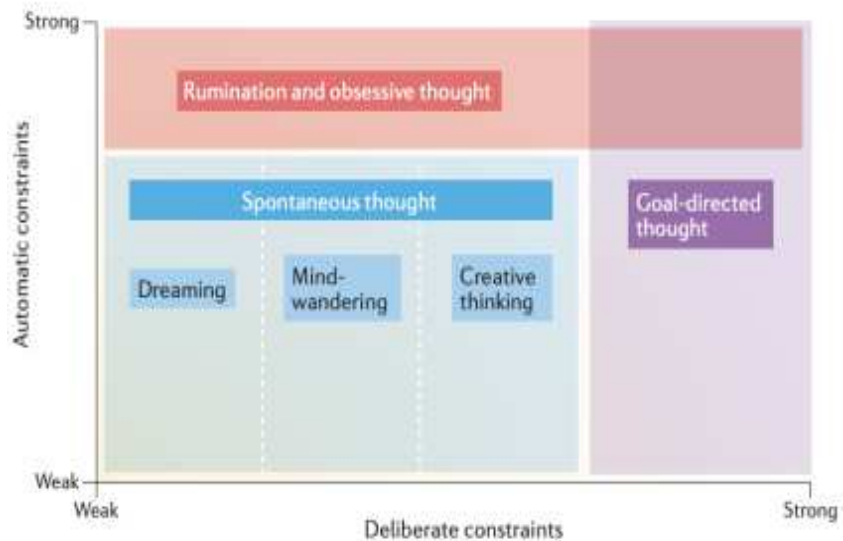 Strong
Automatic constraints
Rumination and obsessive thought
Spontaneous thought
Goal-directed
thought
Dreaming
Mind-
wandering
Creative
thinking
Weak
Weak
Strong
Deliberate constraints